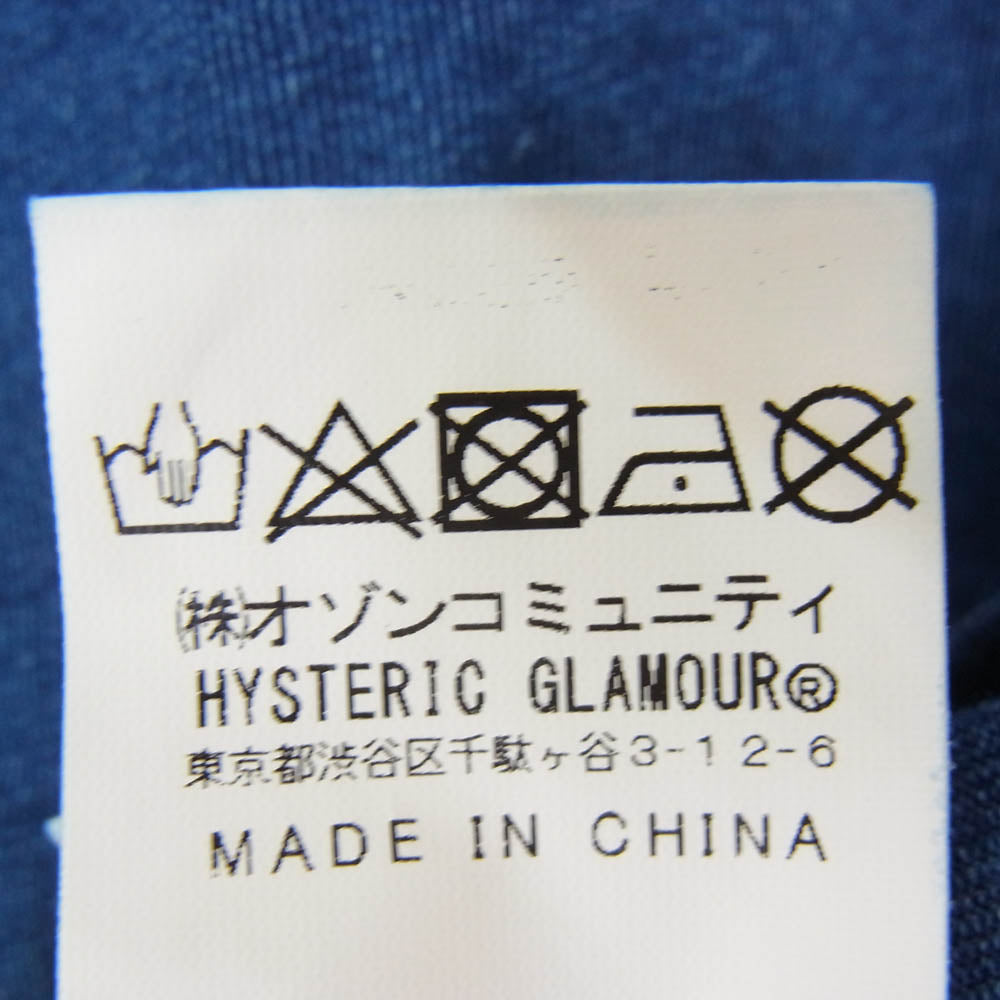 (株)オゾンコミュニティ
HYSTERIC GLAMOUR®
東京都渋谷区千駄ヶ谷3-12-6
MADE IN CHINA